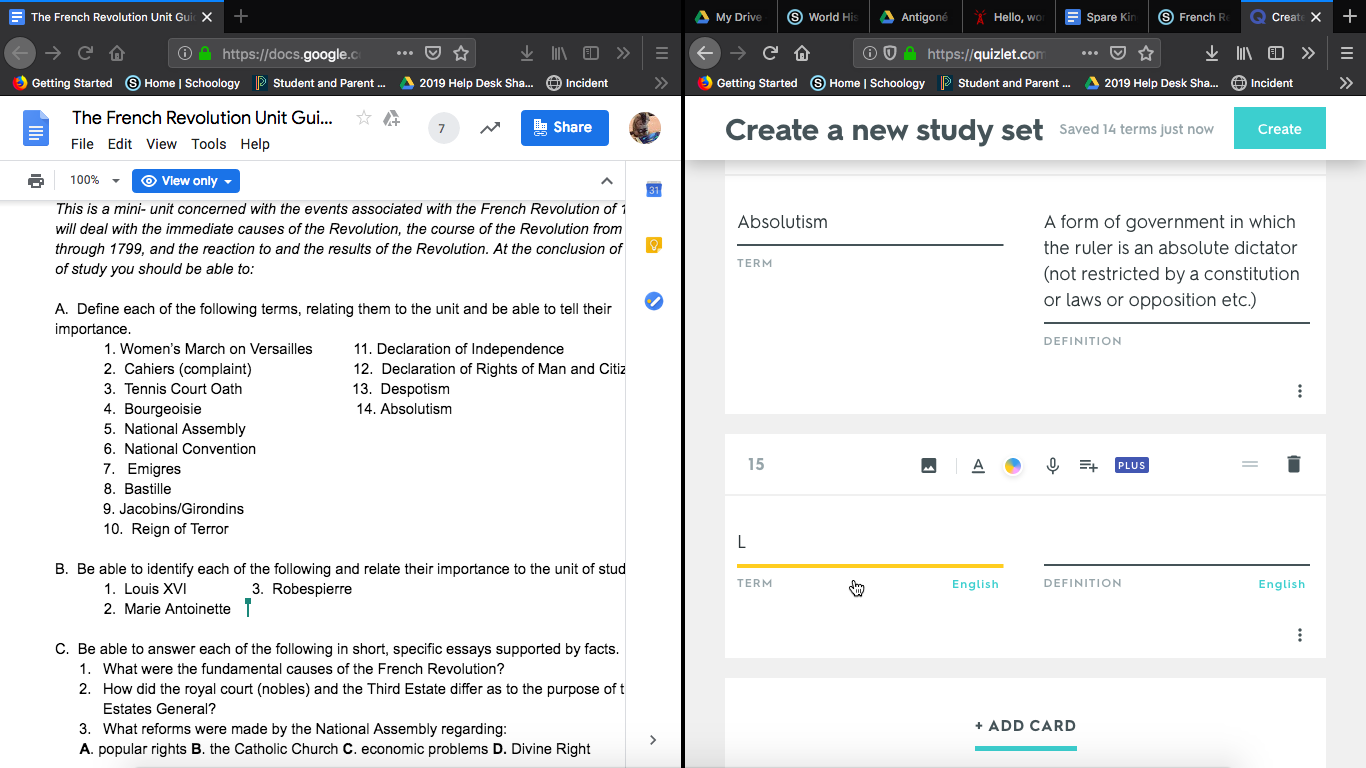 The French Revolution Unit Gui
https://docs.google.c
Getting Started
Home | Schoology
Student and Parent ...
2019 Help Desk Sha...
Incident
The French Revolution Unit Gui...
7
Share
File Edit View Tools Help
100%
View only
31
This is a mini- unit concerned with the events associated with the French Revolution of 1
will deal with the immediate causes of the Revolution, the course of the Revolution from
through 1799, and the reaction to and the results of the Revolution. At the conclusion of
of study you should be able to:
A. Define each of the following terms, relating them to the unit and be able to tell their
importance.
1. Women's March on Versailles 11. Declaration of Independence
2. Cahiers (complaint) 12. Declaration of Rights of Man and Citiz
3. Tennis Court Oath 13. Despotism
4. Bourgeoisie 14. Absolutism
5. National Assembly
6. National Convention
7. Emigres
8. Bastille
9. Jacobins/Girondins
10. Reign of Terror
B. Be able to identify each of the following and relate their importance to the unit of stud
1. Louis XVI 3. Robespierre
2. Marie Antoinette
C. Be able to answer each of the following in short, specific essays supported by facts.
1. What were the fundamental causes of the French Revolution?
2. How did the royal court (nobles) and the Third Estate differ as to the purpose of t
Estates General?
3. What reforms were made by the National Assembly regarding:
A. popular rights B. the Catholic Church C. economic problems D. Divine Right
My Drive
World His
Antigoné
Hello, wo
Spare Kin
French Re
Create
https://quizlet.com
Getting Started
Home | Schoology
Student and Parent ...
2019 Help Desk Sha...
Incident
Create a new study set
Saved 14 terms just now
Create
Absolutism
TERM
A form of government in which
the ruler is an absolute dictator
(not restricted by a constitution
or laws or opposition etc.)
DEFINITION
15
PLUS
L
TERM
English
DEFINITION
English
+ ADD CARD